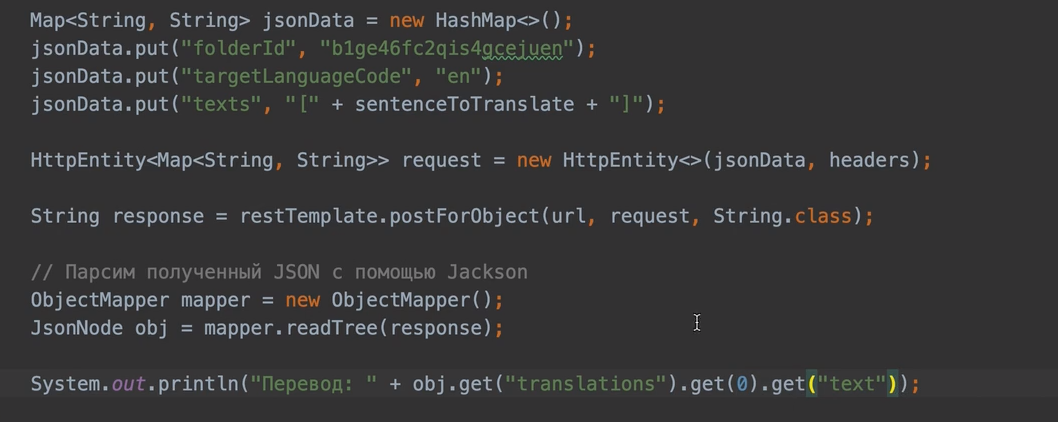 Map<String, String> jsonData = new HashMap<>();
jsonData.put("folderId", "b1ge46fc2qis4gcejuen");
jsonData.put("targetLanguageCode", "en");
jsonData.put("texts", "[" + sentenceToTranslate + "]");
HttpEntity<Map<String, String>> request = new HttpEntity<>(jsonData, headers);
String response = restTemplate.postForObject(url, request, String.class);
// Парсим полученный JSON с помощью Jackson
ObjectMapper mapper = new ObjectMapper();
JsonNode obj = mapper.readTree(response);
System.out.println("Перевод: " + obj.get("translations").get(0).get("text"));